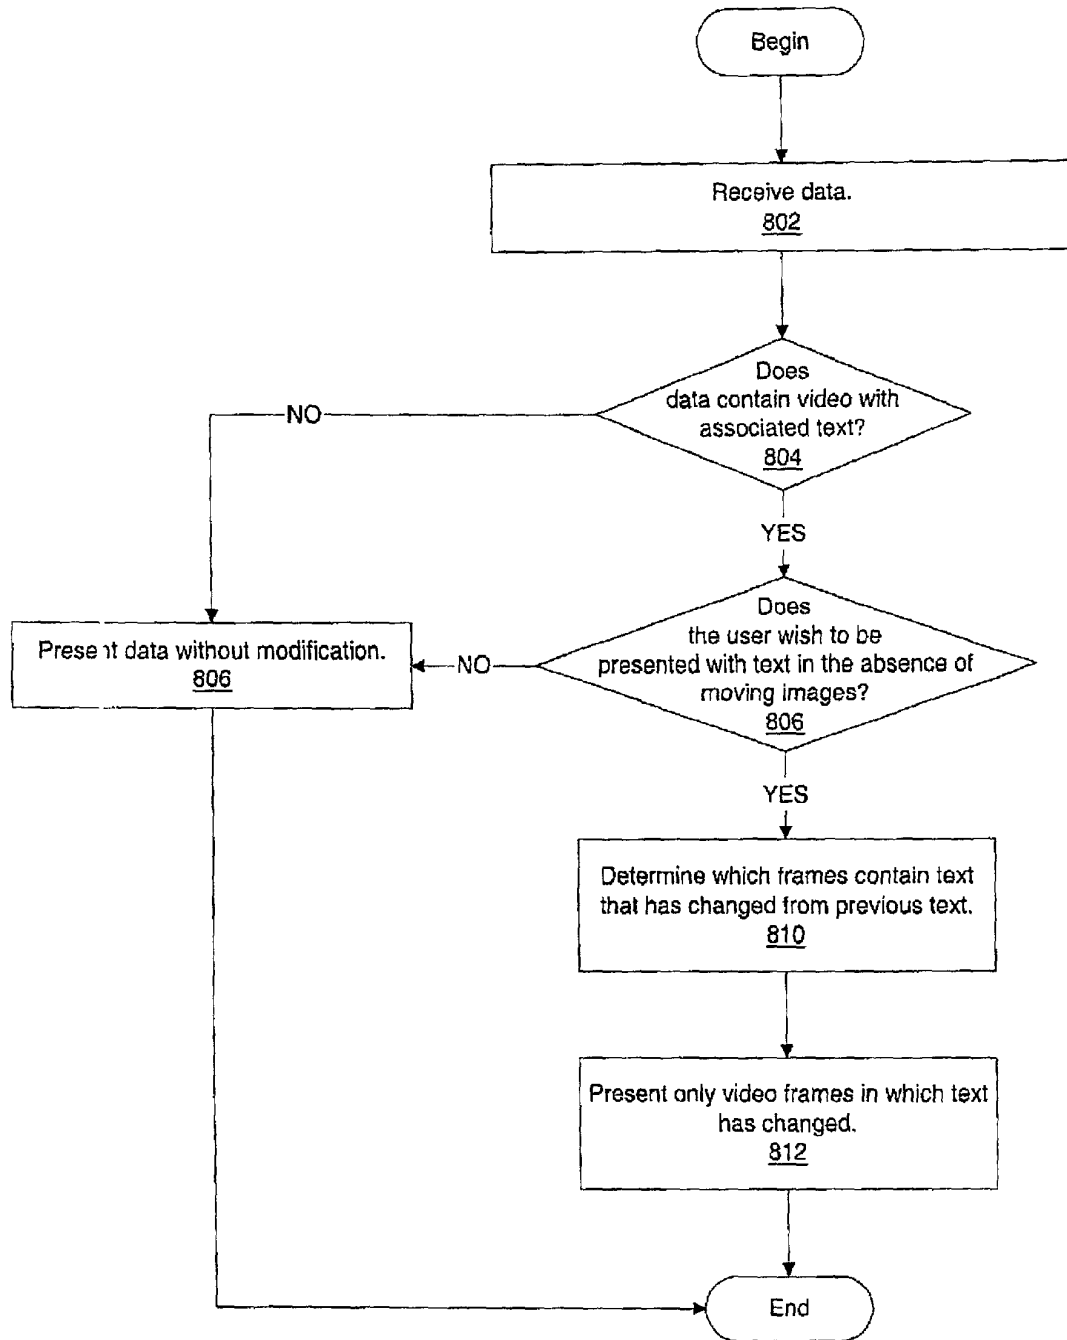 Begin
Receive data.
802
Does
data contain video with
associated text?
804
NO
YES
Does
the user wish to be
presented with text in the absence of
moving images?
806
NO
Present data without modification.
806
YES
Determine which frames contain text
that has changed from previous text.
810
Present only video frames in which text
has changed.
812
End